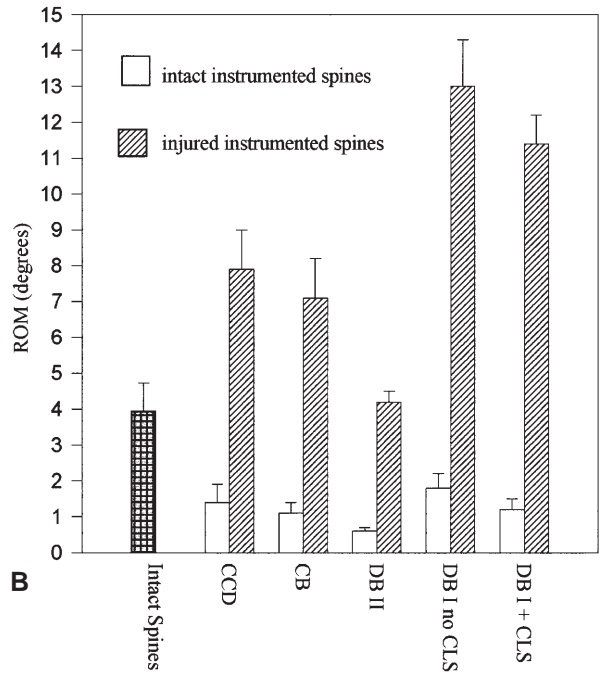 15
14
13
12
11
10
9
8
7
6
5
4
3
2
1
0
ROM (degrees)
intact instrumented spines
injured instrumented spines
B
Intact Spines
CCD
CB
DB II
DB I no CLS
DB I + CLS